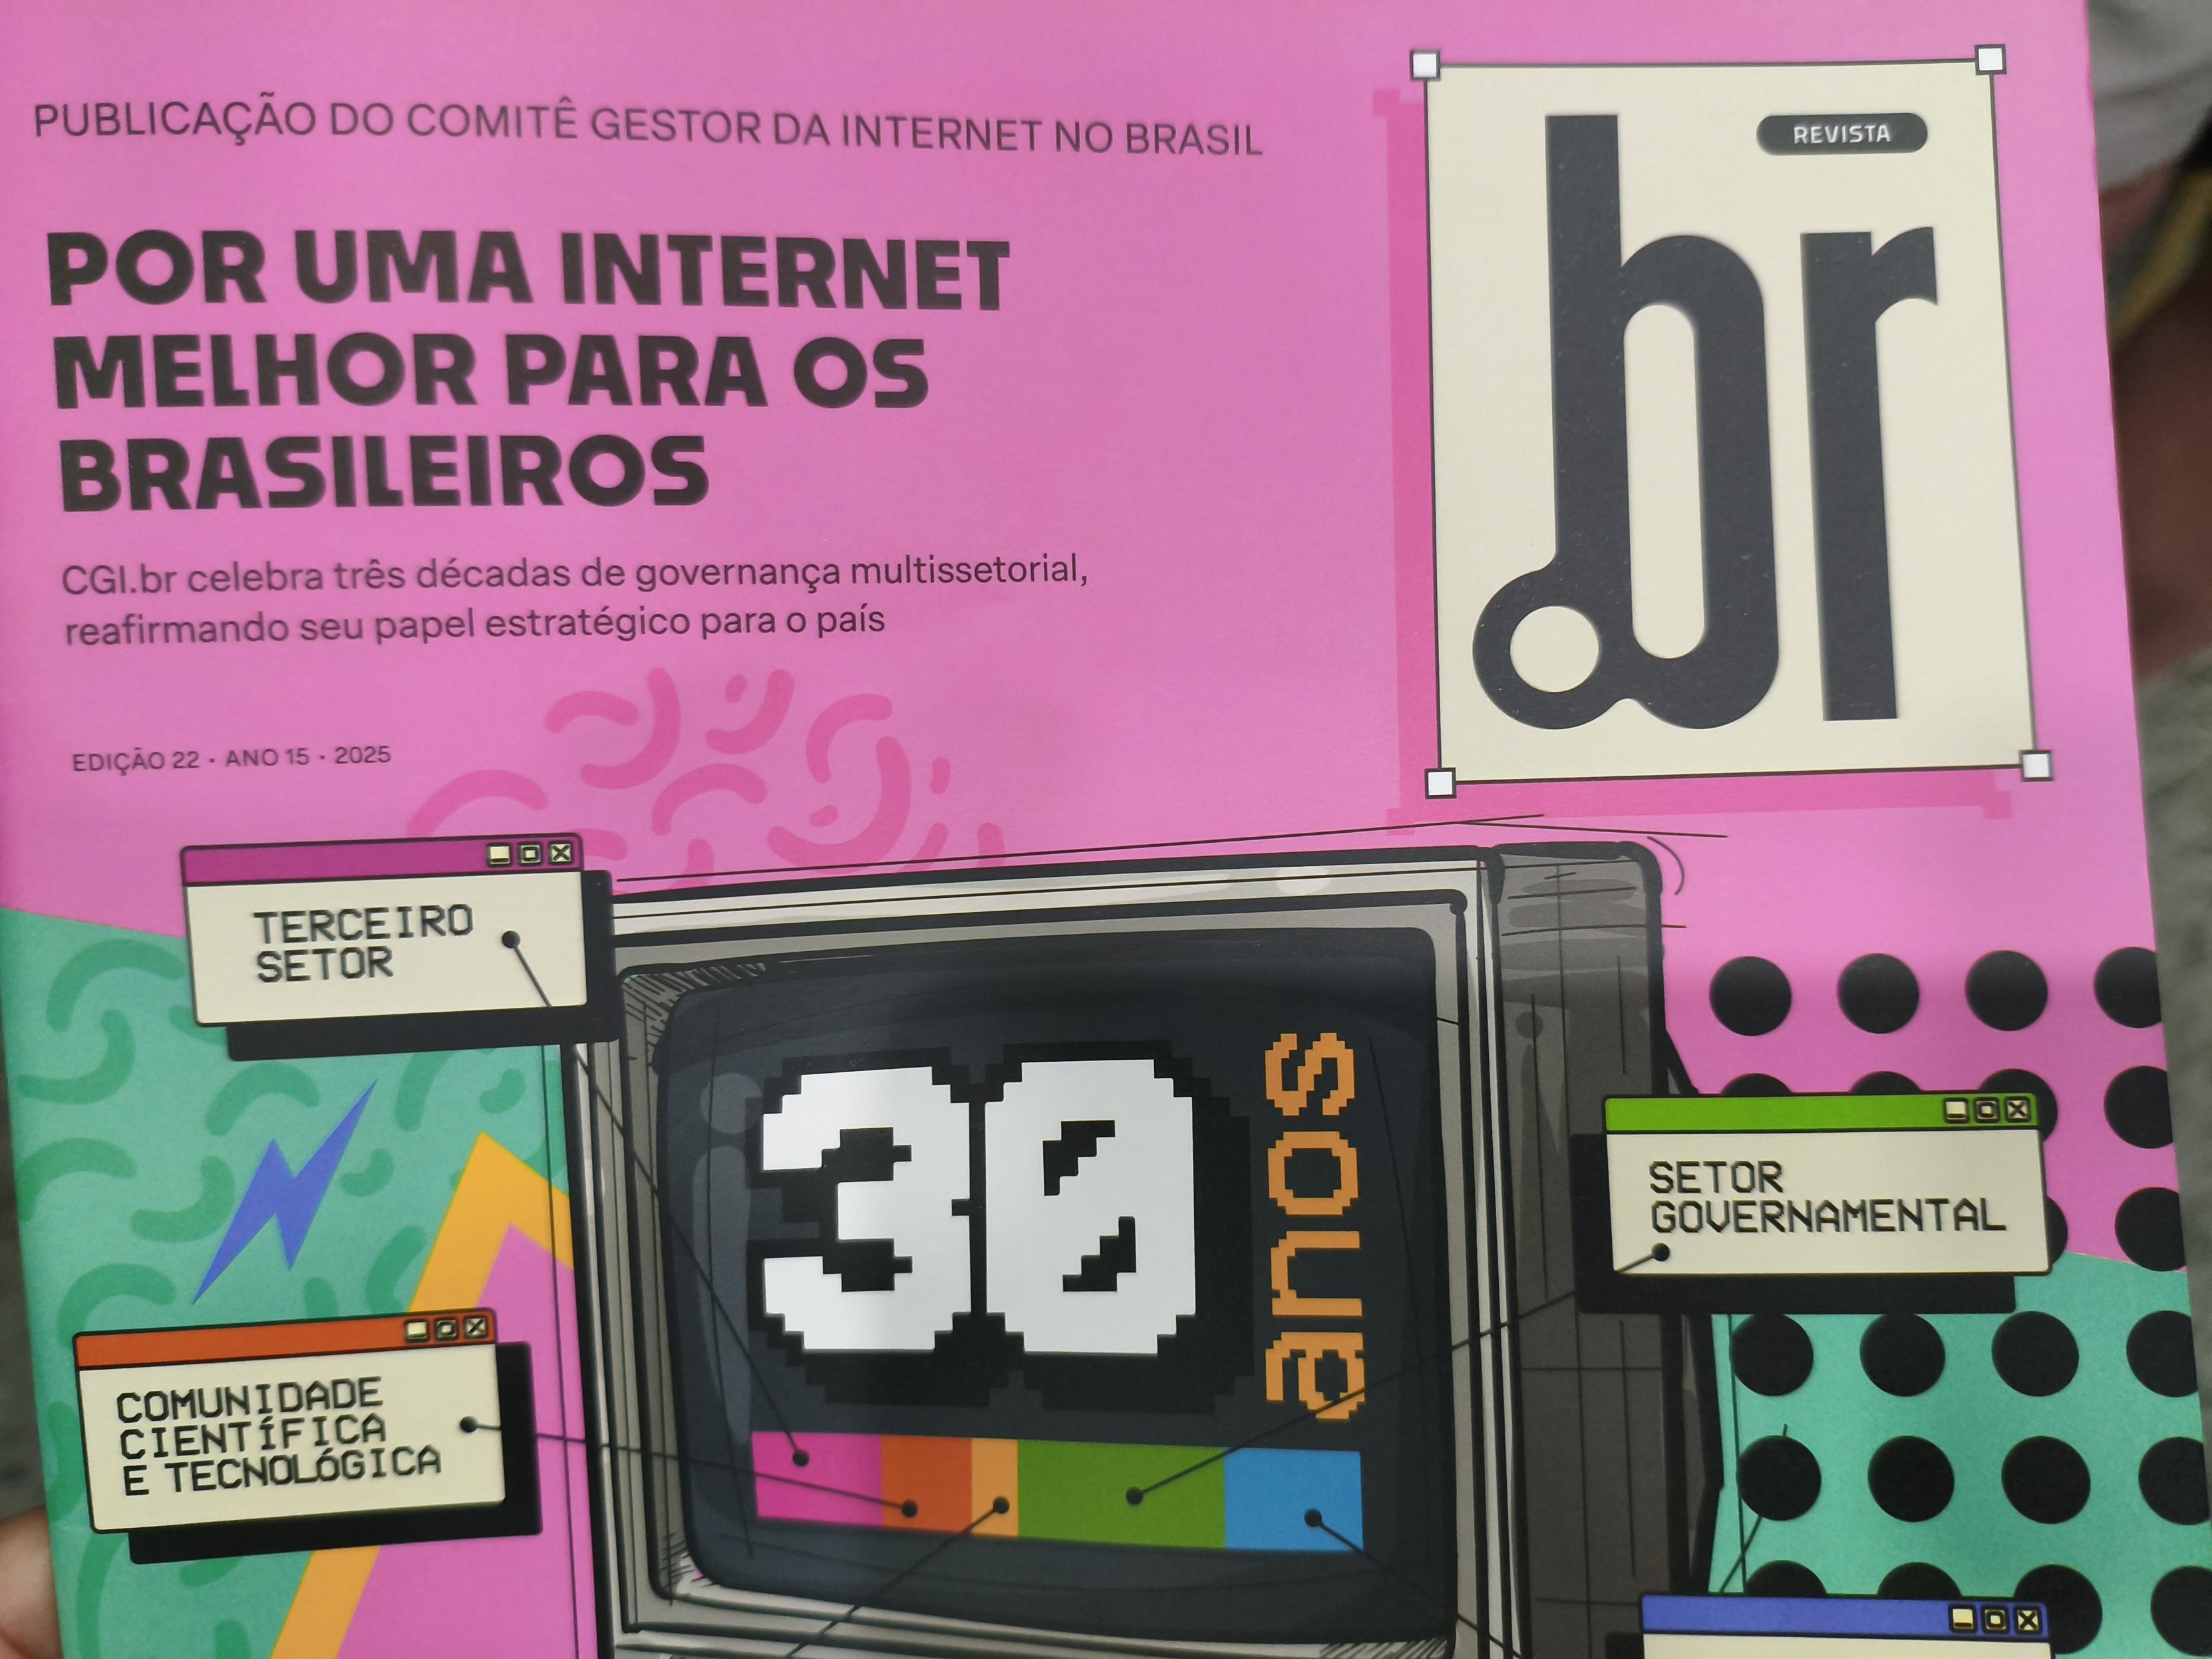 PUBLICAÇÃO DO COMITÊ GESTOR DA INTERNET NO BRASIL
POR UMA INTERNET
MELHOR PARA OS
BRASILEIROS
CGI.br celebra três décadas de governança multissetorial,
reafirmando seu papel estratégico para o país
EDIÇÃO 22 · ANO 15 · 2025
REVISTA
.br
TERCEIRO
SETOR
30
anos
SETOR
GOVERNAMENTAL
COMUNIDADE
CIENTÍFICA
E TECNOLÓGICA